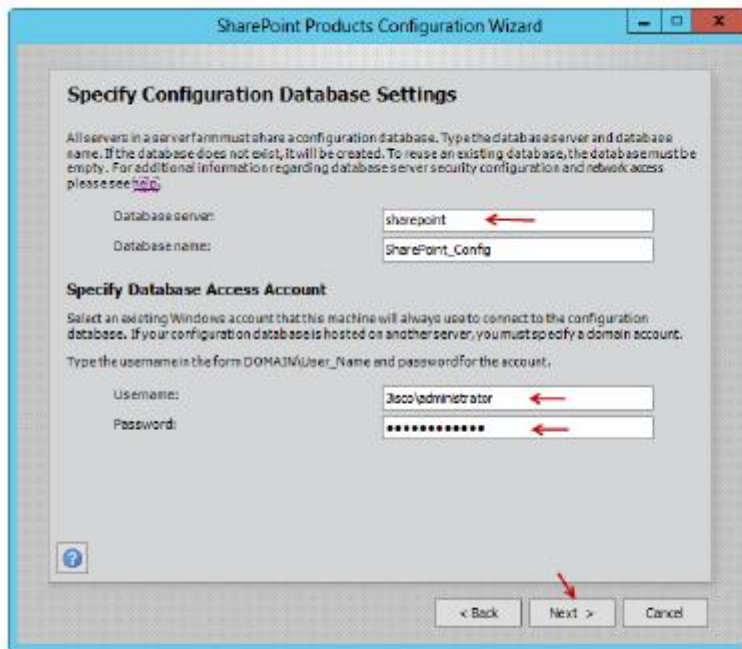 SharePoint Products Configuration Wizard
Specify Configuration Database Settings
All servers in a server farm must share a configuration database. Type the database server and database
name. If the database does not exist, it will be created. To reuse an existing database, the database must be
empty. For additional information regarding database server security configuration and network access
please see help.
Database server:
sharepoint
Database name:
SharePoint_Config
Specify Database Access Account
Select an existing Windows account that this machine will always use to connect to the configuration
database. If your configuration database is hosted on another server, you must specify a domain account.
Type the username in the form DOMAIN\User_Name and password for the account.
Username:
3isco\administrator
Password:
●●●●●●●●●●●●
?
< Back
Next >
Cancel